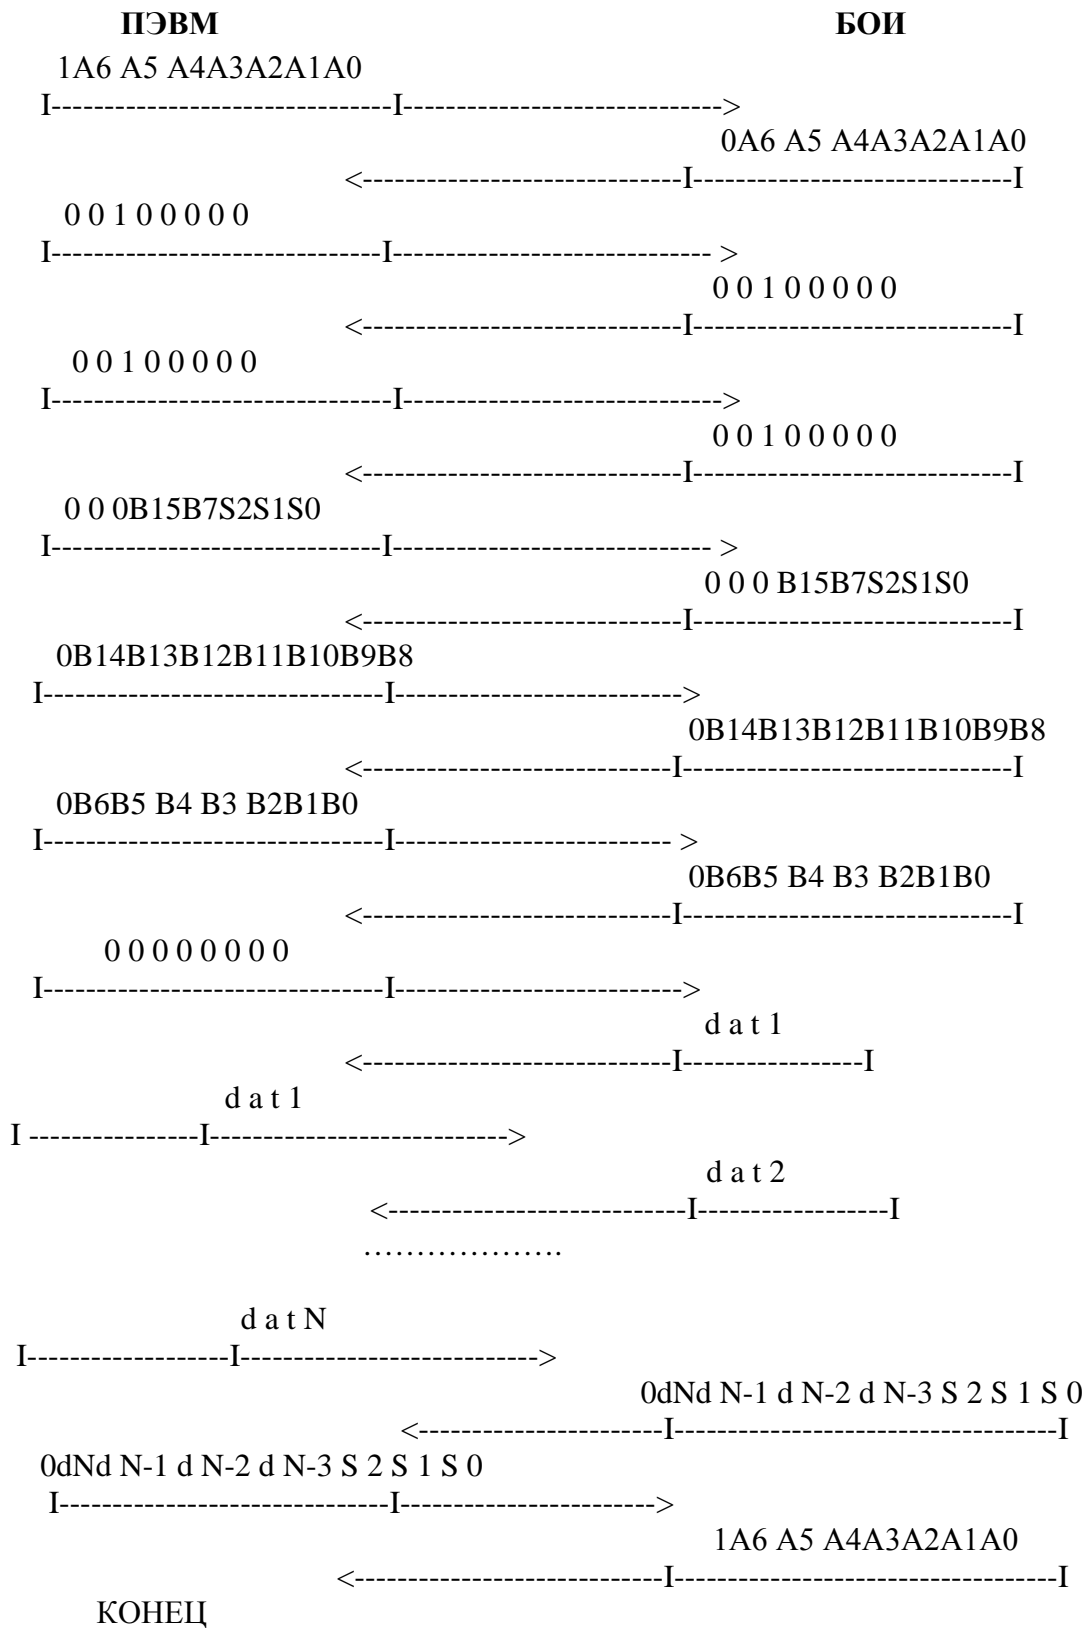 ПЭВМ БОИ
1A6 A5 A4A3A2A1A0
I--------------------------------I------------------------------>
0A6 A5 A4A3A2A1A0
<------------------------------I------------------------------I
0 0 1 0 0 0 0 0
I-------------------------------I------------------------------ >
0 0 1 0 0 0 0 0
<------------------------------I------------------------------I
0 0 1 0 0 0 0 0
I--------------------------------I------------------------------>
0 0 1 0 0 0 0 0
<------------------------------I------------------------------I
0 0 0B15B7S2S1S0
I-------------------------------I------------------------------ >
0 0 0 B15B7S2S1S0
<------------------------------I------------------------------I
0B14B13B12B11B10B9B8
I--------------------------------I--------------------------->
0B14B13B12B11B10B9B8
<-----------------------------I-------------------------------I
0B6B5 B4 B3 B2B1B0
I--------------------------------I-------------------------- >
0B6B5 B4 B3 B2B1B0
<-----------------------------I-------------------------------I
0 0 0 0 0 0 0 0
I--------------------------------I--------------------------->
d a t 1
<-----------------------------I-----------------I
d a t 1
I ----------------I---------------------------->
d a t 2
<----------------------------I------------------I
……………….
d a t N
I-------------------I---------------------------->
0dNd N-1 d N-2 d N-3 S 2 S 1 S 0
<-----------------------I------------------------------------I
0dNd N-1 d N-2 d N-3 S 2 S 1 S 0
I-------------------------------I------------------------>
1A6 A5 A4A3A2A1A0
<-----------------------------I------------------------------------I
КОНЕЦ